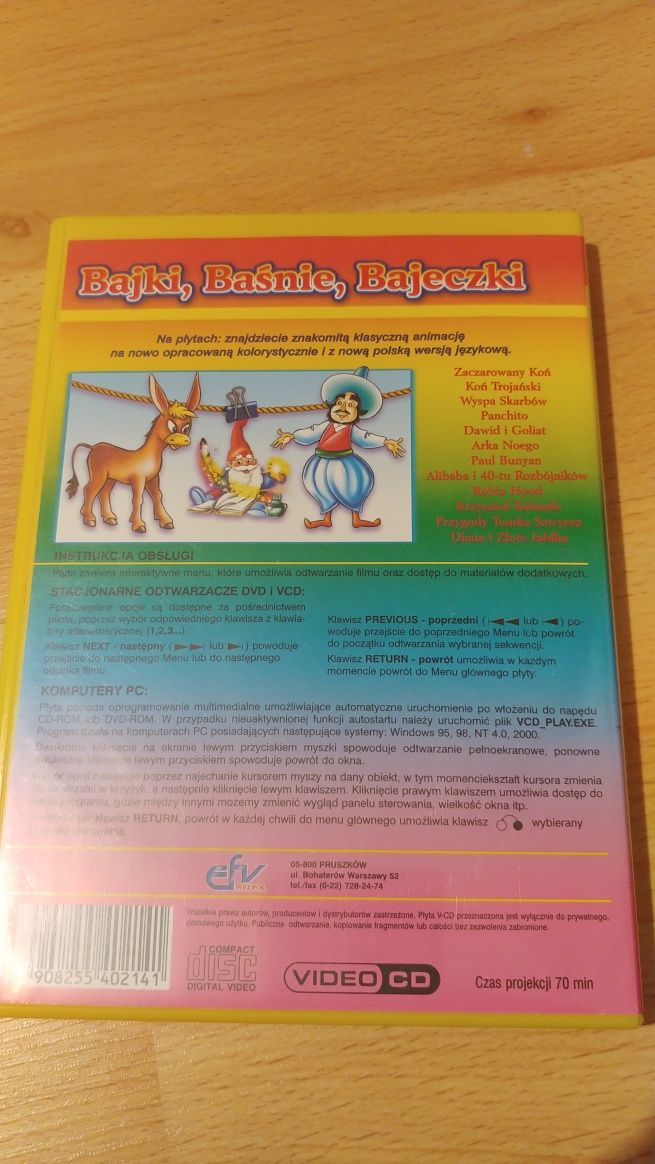 Bajki, Baśnie, Bajeczki
Na płytach: znajdziecie znakomitą klasyczną animację
na nowo opracowaną kolorystycznie i z nową polską wersją językową.
Zaczarowany Koń
Koń Trojański
Wyspa Skarbów
Panchito
Dawid i Goliat
Arka Noego
Paul Bunyan
Alibaba i 40-tu Rozbójników
Robin Hood
Krzysztof Kolumb
Przygody Tomka Sawyera
Diana i Złote Jabłka
INSTRUKCJA OBSŁUGI
Płyta zawiera interaktywne menu, które umożliwia odtwarzanie filmu oraz dostęp do materiałów dodatkowych.
STACJONARNE ODTWARZACZE DVD i VCD:
Poszczególne opcje są dostępne za pośrednictwem
pilota, poprzez wybór odpowiedniego klawisza z klawia-
tury alfanumerycznej (1,2,3...).
Klawisz NEXT - następny ( lub ) powoduje
przejście do następnego Menu lub do następnego
odcinka filmu.
Klawisz PREVIOUS - poprzedni ( lub ) po-
woduje przejście do poprzedniego Menu lub powrót
do początku odtwarzania wybranej sekwencji.
Klawisz RETURN - powrót umożliwia w każdym
momencie powrót do Menu głównego płyty.
KOMPUTERY PC:
Płyta posiada oprogramowanie multimedialne umożliwiające automatyczne uruchomienie po włożeniu do napędu
CD-ROM lub DVD-ROM. W przypadku nieuaktywnionej funkcji autostartu należy uruchomić plik VCD_PLAY.EXE.
Program działa na komputerach PC posiadających następujące systemy: Windows 95, 98, NT 4.0, 2000.
Dwukrotne kliknięcie na ekranie lewym przyciskiem myszki spowoduje odtwarzanie pełnoekranowe, ponowne
dwukrotne kliknięcie lewym przyciskiem spowoduje powrót do okna.
Wybór opcji następuje poprzez najechanie kursorem myszy na dany obiekt, w tym momenciekształt kursora zmienia
się ze strzałki w krzyżyk, a następnie kliknięcie lewym klawiszem. Kliknięcie prawym klawiszem umożliwia dostęp do
menu programu, gdzie między innymi możemy zmienić wygląd panelu sterowania, wielkość okna itp.
jak klawisz RETURN, powrót w każdej chwili do menu głównego umożliwia klawisz wybierany
sterowania.
efv
WELPOL
05-800 PRUSZKÓW
ul. Bohaterów Warszawy 52
tel./fax (0-22) 728-24-74
Wszelkie prawa autorów, producentów i dystrybutorów zastrzeżone. Płyta V-CD przeznaczona jest wyłącznie do prywatnego,
domowego użytku. Publiczne odtwarzanie, kopiowanie fragmentów lub całości bez zezwolenia zabronione.
908255 402141
COMPACT
disc
DIGITAL VIDEO
VIDEO CD
Czas projekcji 70 min